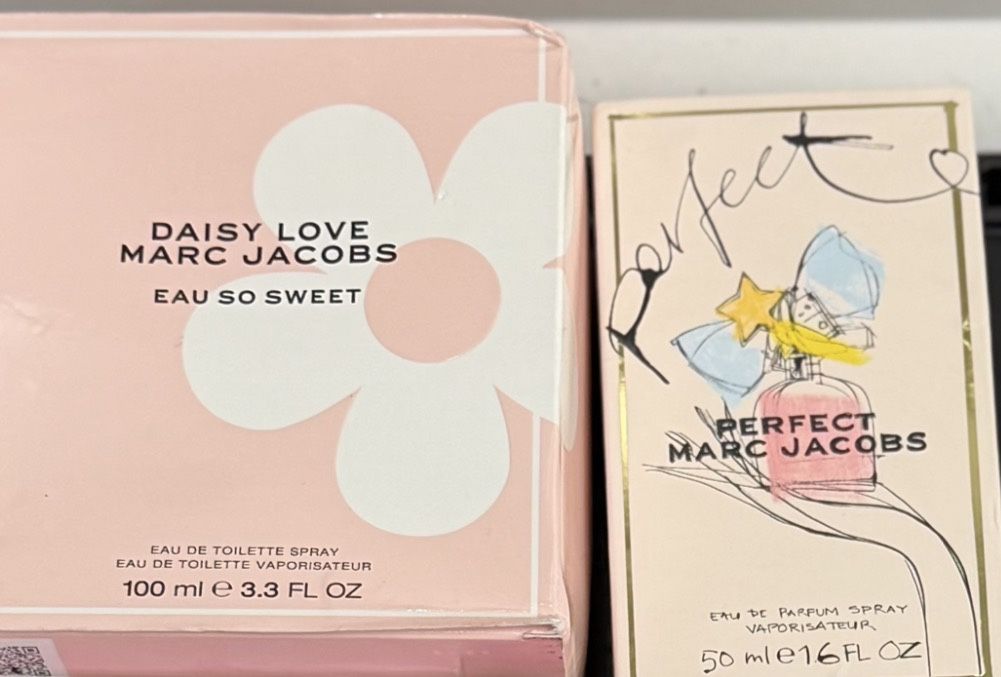 DAISY LOVE
MARC JACOBS
EAU SO SWEET
EAU DE TOILETTE SPRAY
EAU DE TOILETTE VAPORISATEUR
100 ml ℮ 3.3 FL OZ
Perfect
PERFECT
MARC JACOBS
EAU DE PARFUM SPRAY
VAPORISATEUR
50 ml ℮ 1.6 FL OZ